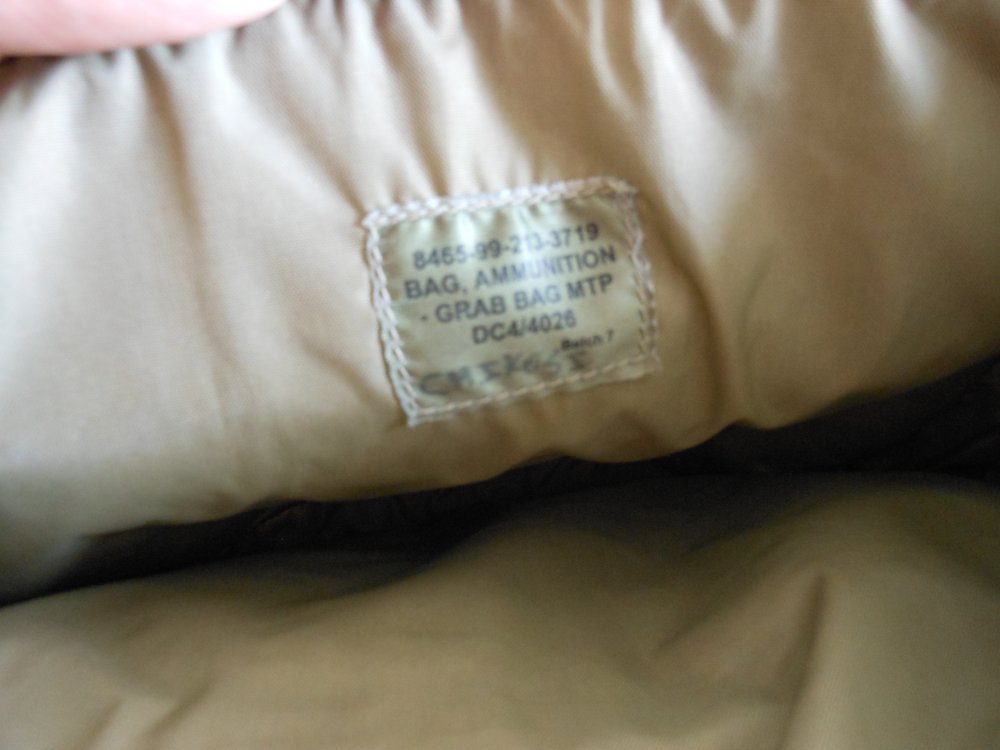 8465-99-213-3719
BAG, AMMUNITION
- GRAB BAG MTP
DC4/4026
Batch 7